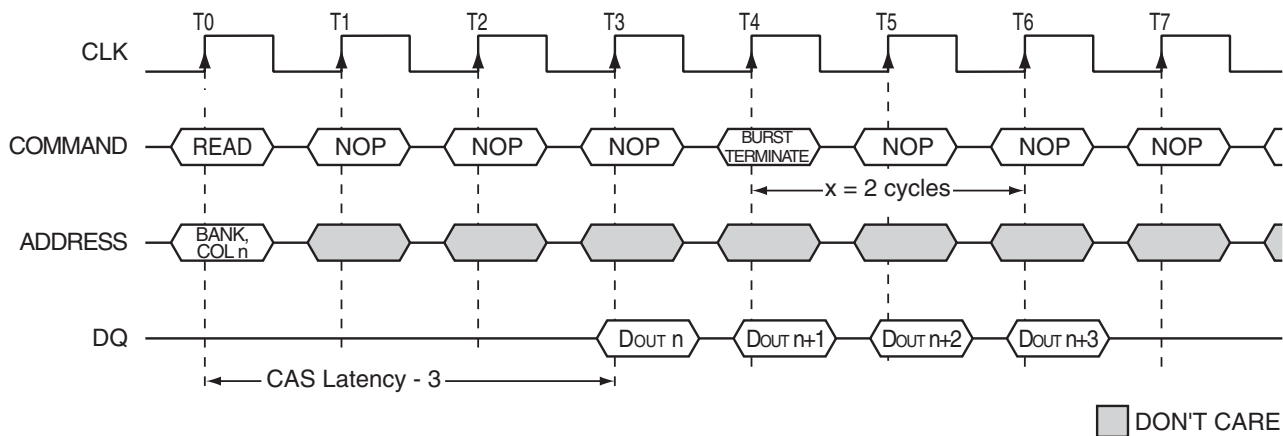 T0 T1 T2 T3 T4 T5 T6 T7
CLK
COMMAND READ NOP NOP NOP BURST TERMINATE NOP NOP NOP
x = 2 cycles
ADDRESS BANK, COL n
DQ DOUT n DOUT n+1 DOUT n+2 DOUT n+3
CAS Latency - 3
DON'T CARE